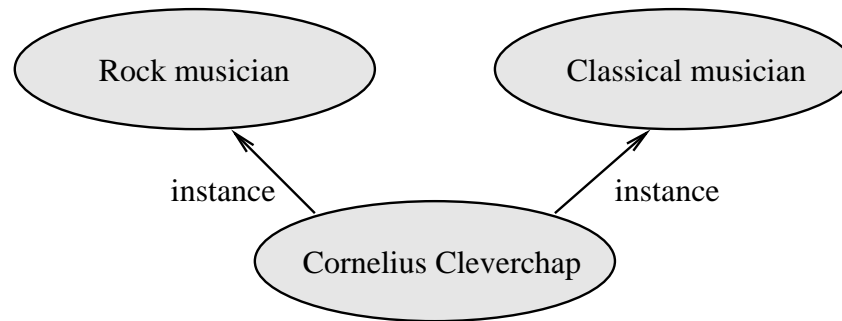 Rock musician
Classical musician
instance
instance
Cornelius Cleverchap